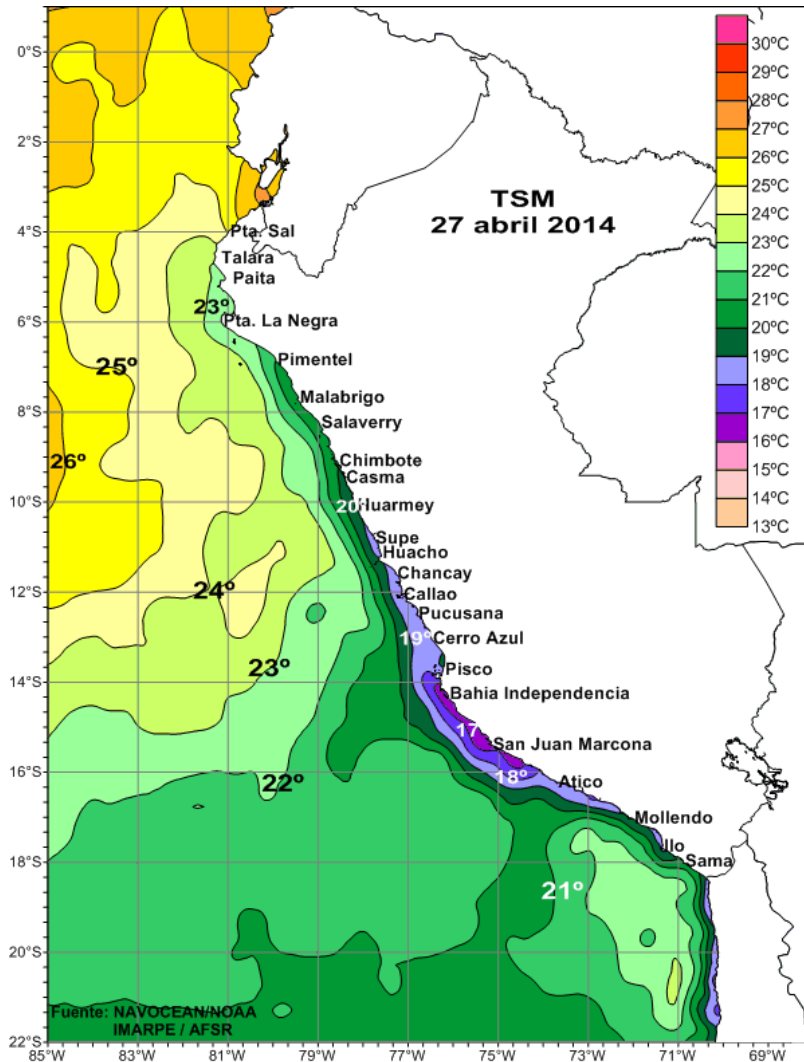 0°S
2°S
4°S
6°S
8°S
10°S
12°S
14°S
16°S
18°S
20°S
22°S
85°W
83°W
81°W
79°W
77°W
75°W
73°W
71°W
69°W
TSM
27 abril 2014
30ºC
29ºC
28ºC
27ºC
26ºC
25ºC
24ºC
23ºC
22ºC
21ºC
20ºC
19ºC
18ºC
17ºC
16ºC
15ºC
14ºC
13ºC
Pta. Sal
Talara
Paita
23º
Pta. La Negra
25º
Pimentel
Malabrigo
Salaverry
26º
Chimbote
Casma
20º
Huarmey
Supe
Huacho
Chancay
24º
Callao
Pucusana
19º
Cerro Azul
23º
Pisco
Bahia Independencia
17
San Juan Marcona
22º
18º
Atico
Mollendo
Ilo
Sama
21º
Fuente: NAVOCEAN/NOAA
IMARPE / AFSR